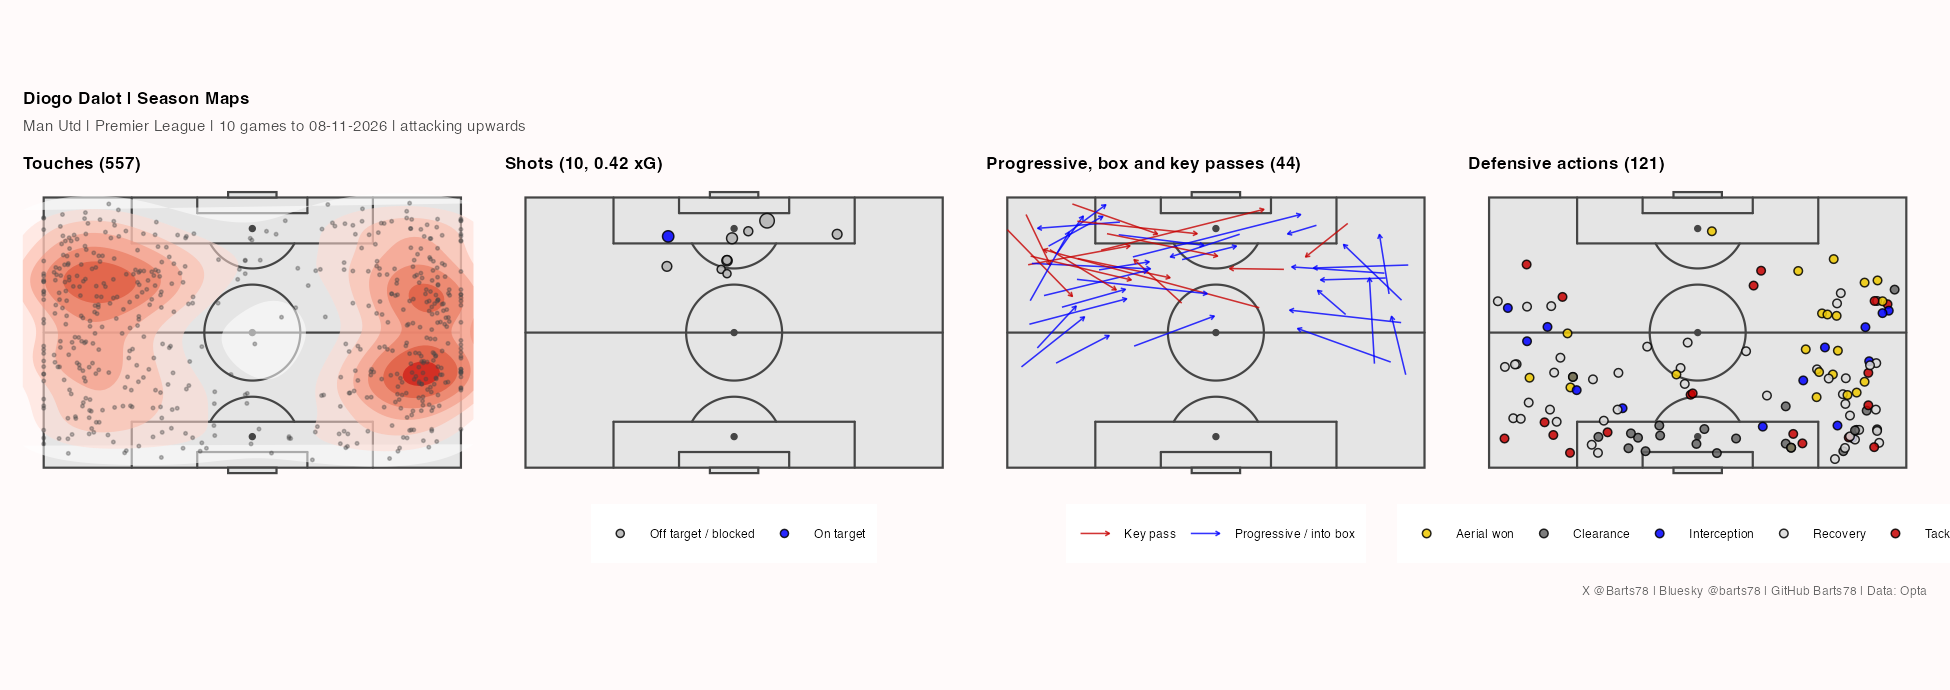 Diogo Dalot | Season Maps
Man Utd | Premier League | 10 games to 08-11-2026 | attacking upwards
Touches (557)
Shots (10, 0.42 xG)
Progressive, box and key passes (44)
Defensive actions (121)
Off target / blocked
On target
Key pass
Progressive / into box
Aerial won
Clearance
Interception
Recovery
Tack
X @Barts78 | Bluesky @barts78 | GitHub Barts78 | Data: Opta